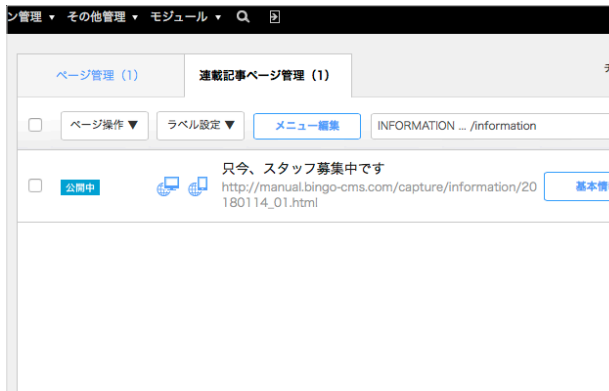 ン管理 ▼ その他管理 ▼ モジュール ▼
ページ管理（1） 連載記事ページ管理（1）
ページ操作▼ ラベル設定▼ メニュー編集 INFORMATION ... /information
公開中 只今、スタッフ募集中です
http://manual.bingo-cms.com/capture/information/20
180114_01.html
基本情